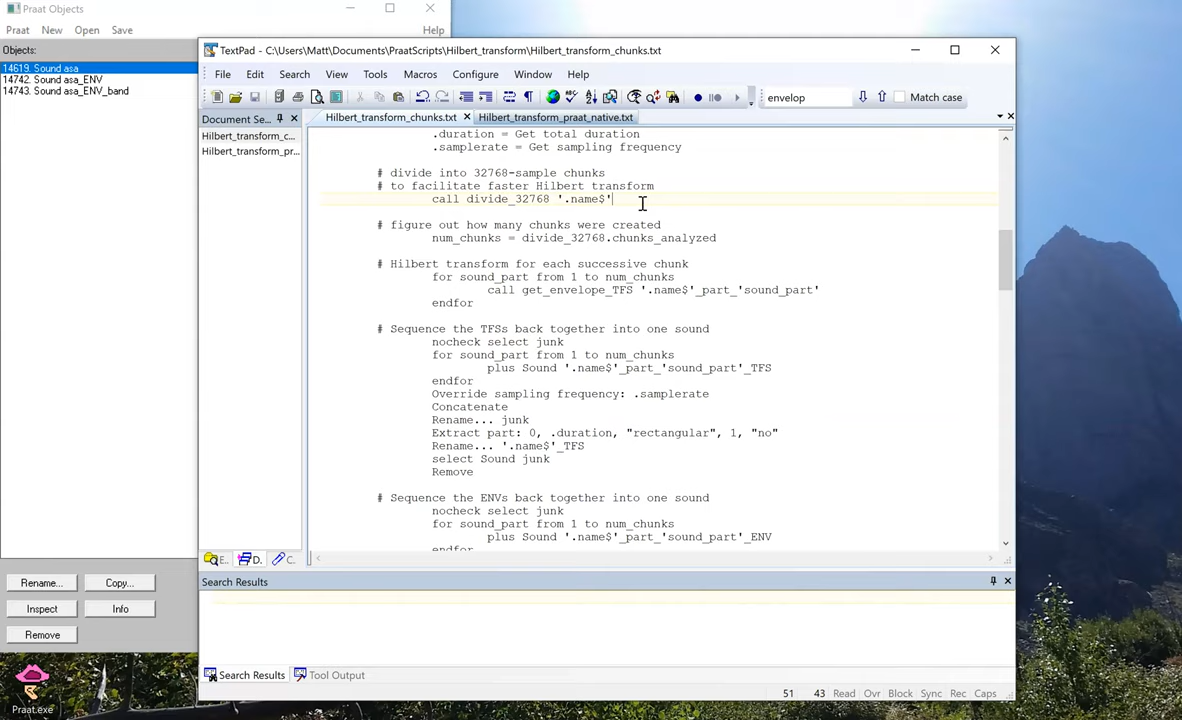 Praat Objects
Praat New Open Save Help
Objects:
14619. Sound asa
14742. Sound asa_ENV
14743. Sound asa_ENV_band
Rename... Copy...
Inspect Info
Remove
Praat.exe
TextPad - C:\Users\Matt\Documents\PraatScripts\Hilbert_transform\Hilbert_transform_chunks.txt
File Edit Search View Tools Macros Configure Window Help
envelop Match case
Document Se...
Hilbert_transform_chunks.txt Hilbert_transform_praat_native.txt
Hilbert_transform_c...
Hilbert_transform_pr...
.duration = Get total duration
.samplerate = Get sampling frequency
# divide into 32768-sample chunks
# to facilitate faster Hilbert transform
call divide_32768 '.name$'
# figure out how many chunks were created
num_chunks = divide_32768.chunks_analyzed
# Hilbert transform for each successive chunk
for sound_part from 1 to num_chunks
call get_envelope_TFS '.name$'_part_'sound_part'
endfor
# Sequence the TFSs back together into one sound
nocheck select junk
for sound_part from 1 to num_chunks
plus Sound '.name$'_part_'sound_part'_TFS
endfor
Override sampling frequency: .samplerate
Concatenate
Rename... junk
Extract part: 0, .duration, "rectangular", 1, "no"
Rename... '.name$'_TFS
select Sound junk
Remove
# Sequence the ENVs back together into one sound
nocheck select junk
for sound_part from 1 to num_chunks
plus Sound '.name$'_part_'sound_part'_ENV
endfor
E. D. C.
Search Results
Search Results Tool Output
51 43 Read Ovr Block Sync Rec Caps